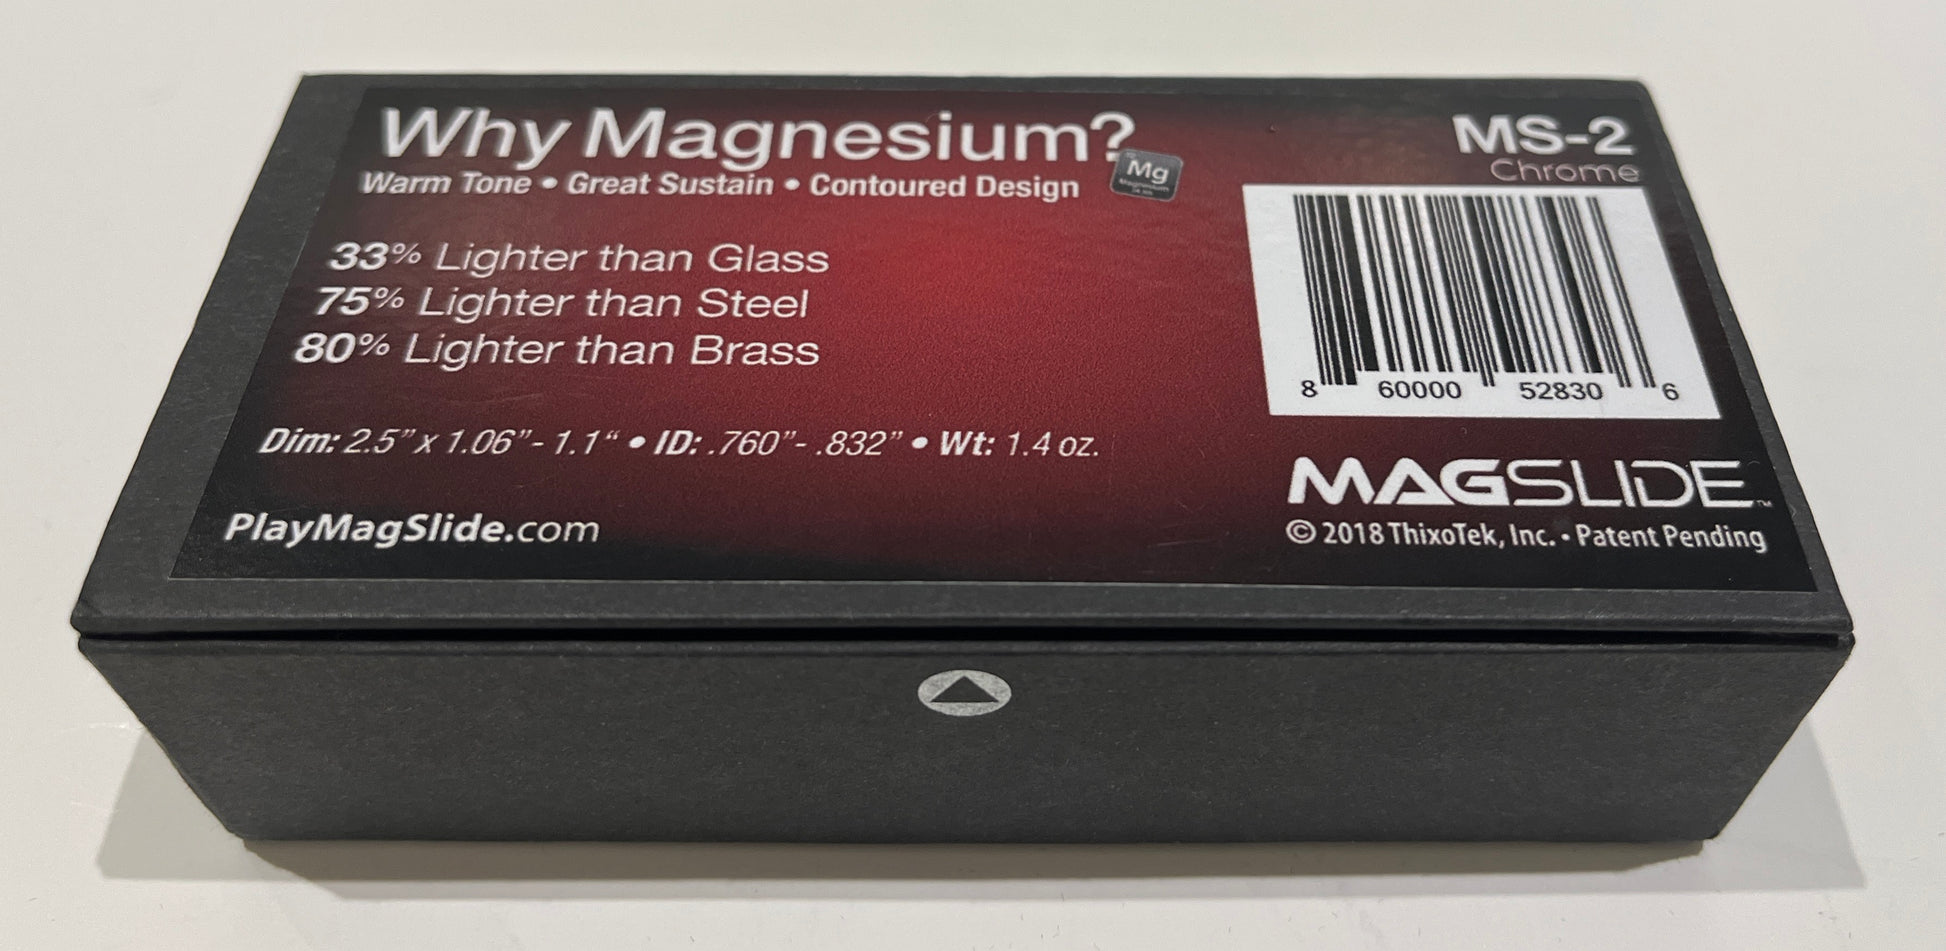 Why Magnesium?
Warm Tone • Great Sustain • Contoured Design
Mg
Magnesium
33% Lighter than Glass
75% Lighter than Steel
80% Lighter than Brass
Dim: 2.5”x 1.06”- 1.1“ • ID: .760”- .832” • Wt: 1.4 oz.
PlayMagSlide.com
MS-2
Chrome
8 60000 52830 6
MAGSLIDE™
© 2018 ThixoTek, Inc. • Patent Pending